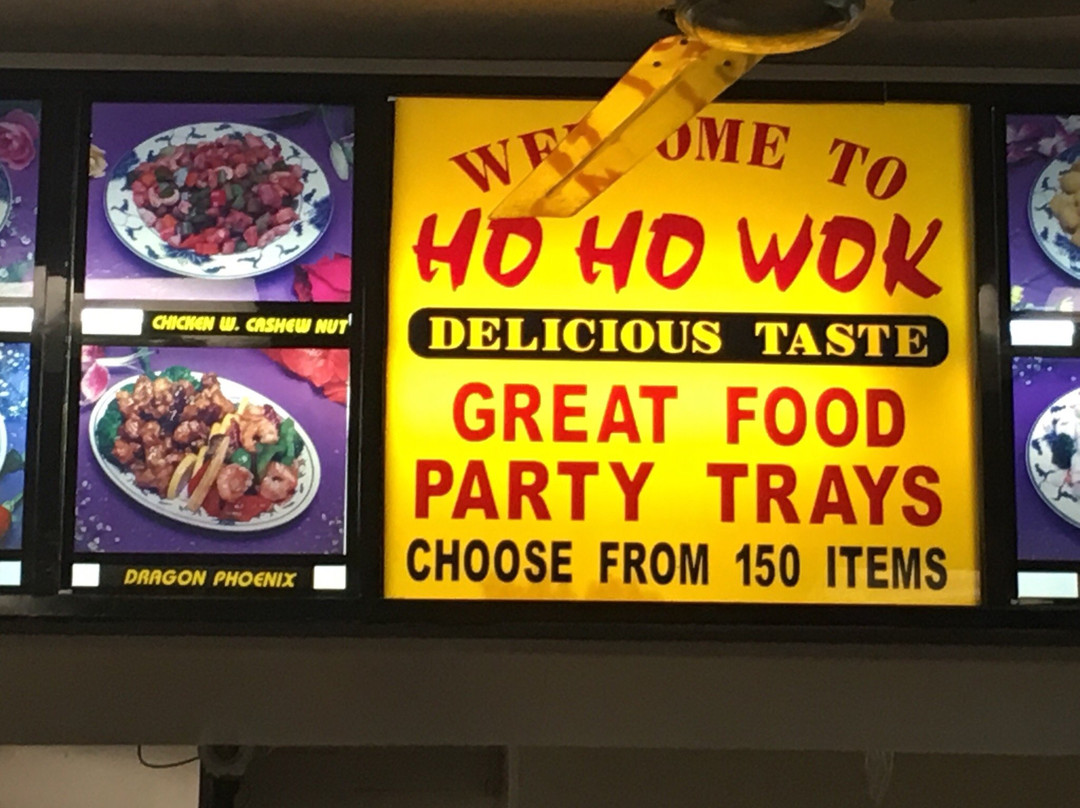 WELCOME TO
HO HO WOK
DELICIOUS TASTE
GREAT FOOD
PARTY TRAYS
CHOOSE FROM 150 ITEMS
CHICKEN W. CASHEW NUT
DRAGON PHOENIX